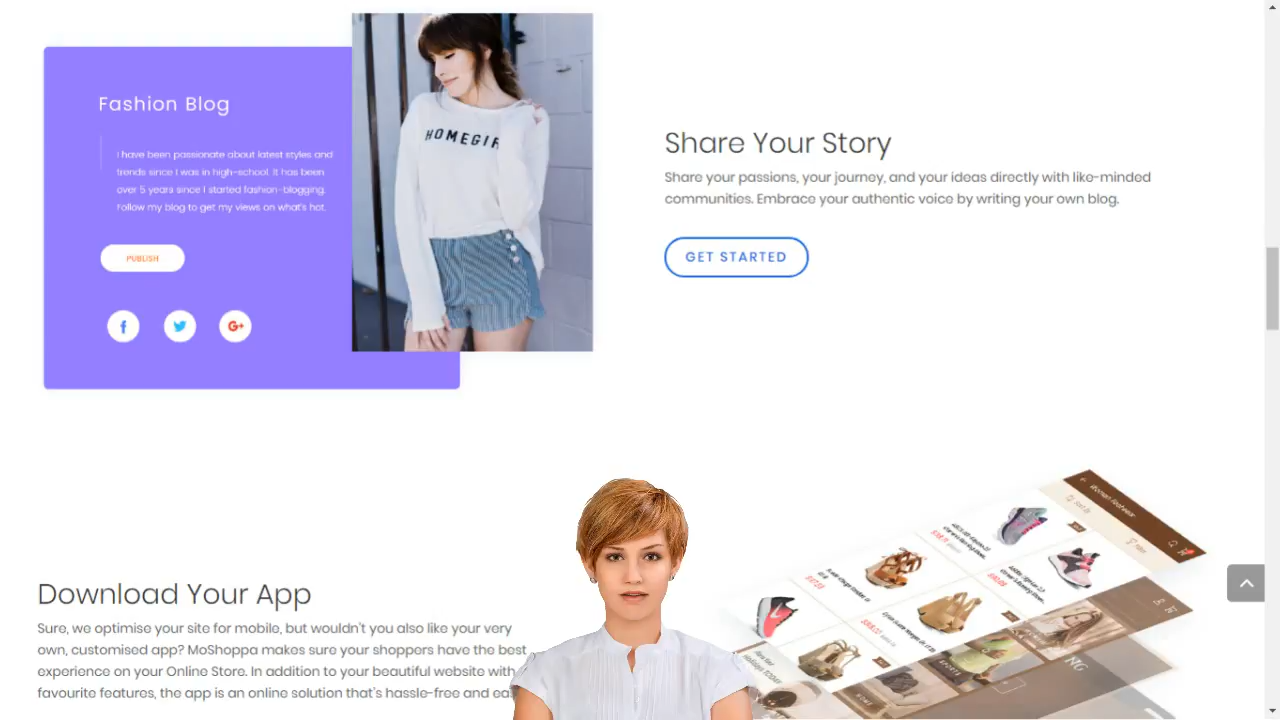 Fashion Blog
I have been passionate about latest styles and
trends since I was in high-school. It has been
over 5 years since I started fashion-blogging.
Follow my blog to get my views on what's hot.
PUBLISH
HOMEGIR
Share Your Story
Share your passions, your journey, and your ideas directly with like-minded
communities. Embrace your authentic voice by writing your own blog.
GET STARTED
Download Your App
Sure, we optimise your site for mobile, but wouldn't you also like your very
own, customised app? MoShoppa makes sure your shoppers have the best
experience on your Online Store. In addition to your beautiful website with
favourite features, the app is an online solution that's hassle-free and
Women Footwear
Sort By
Filter